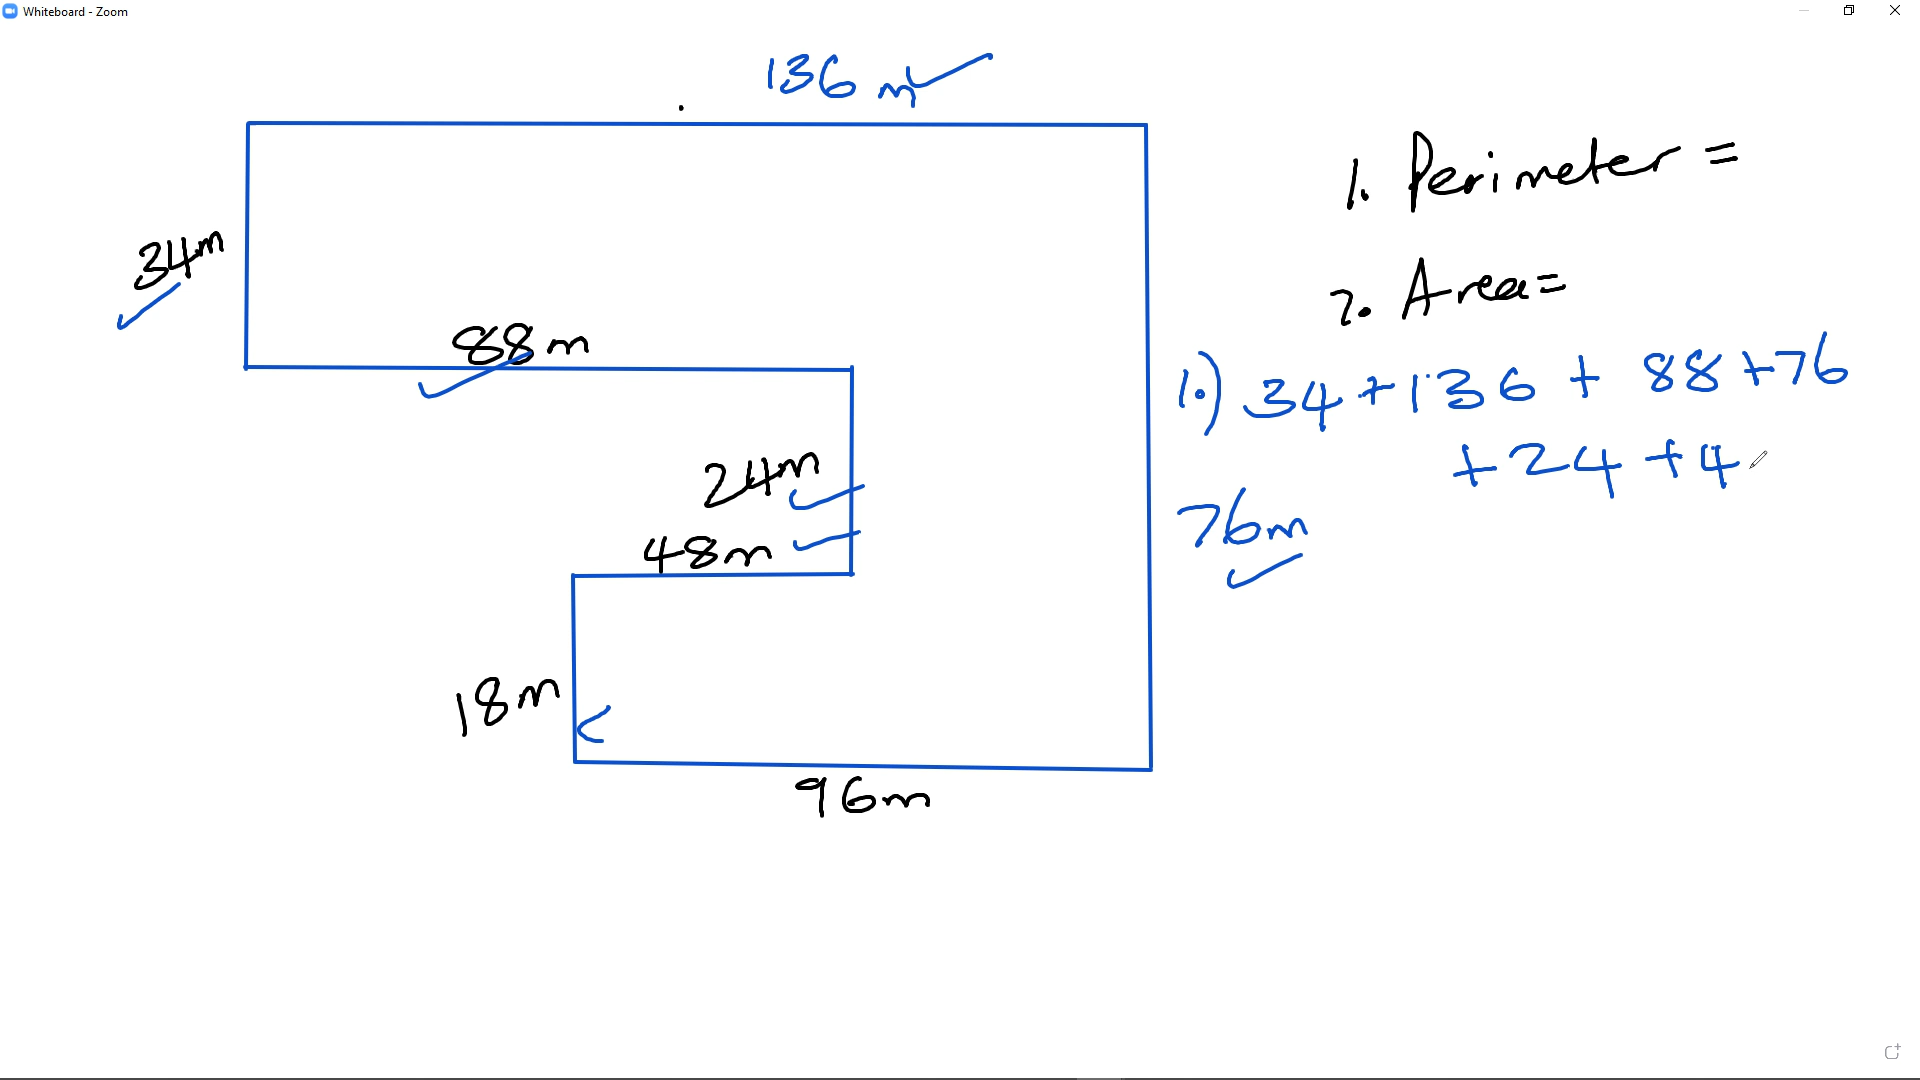 Whiteboard - Zoom
136 m
34m
88m
24m
48m
18m
96m
76m
1. Perimeter =
2. Area=
1.) 34+136 + 88+76
+ 24 +4